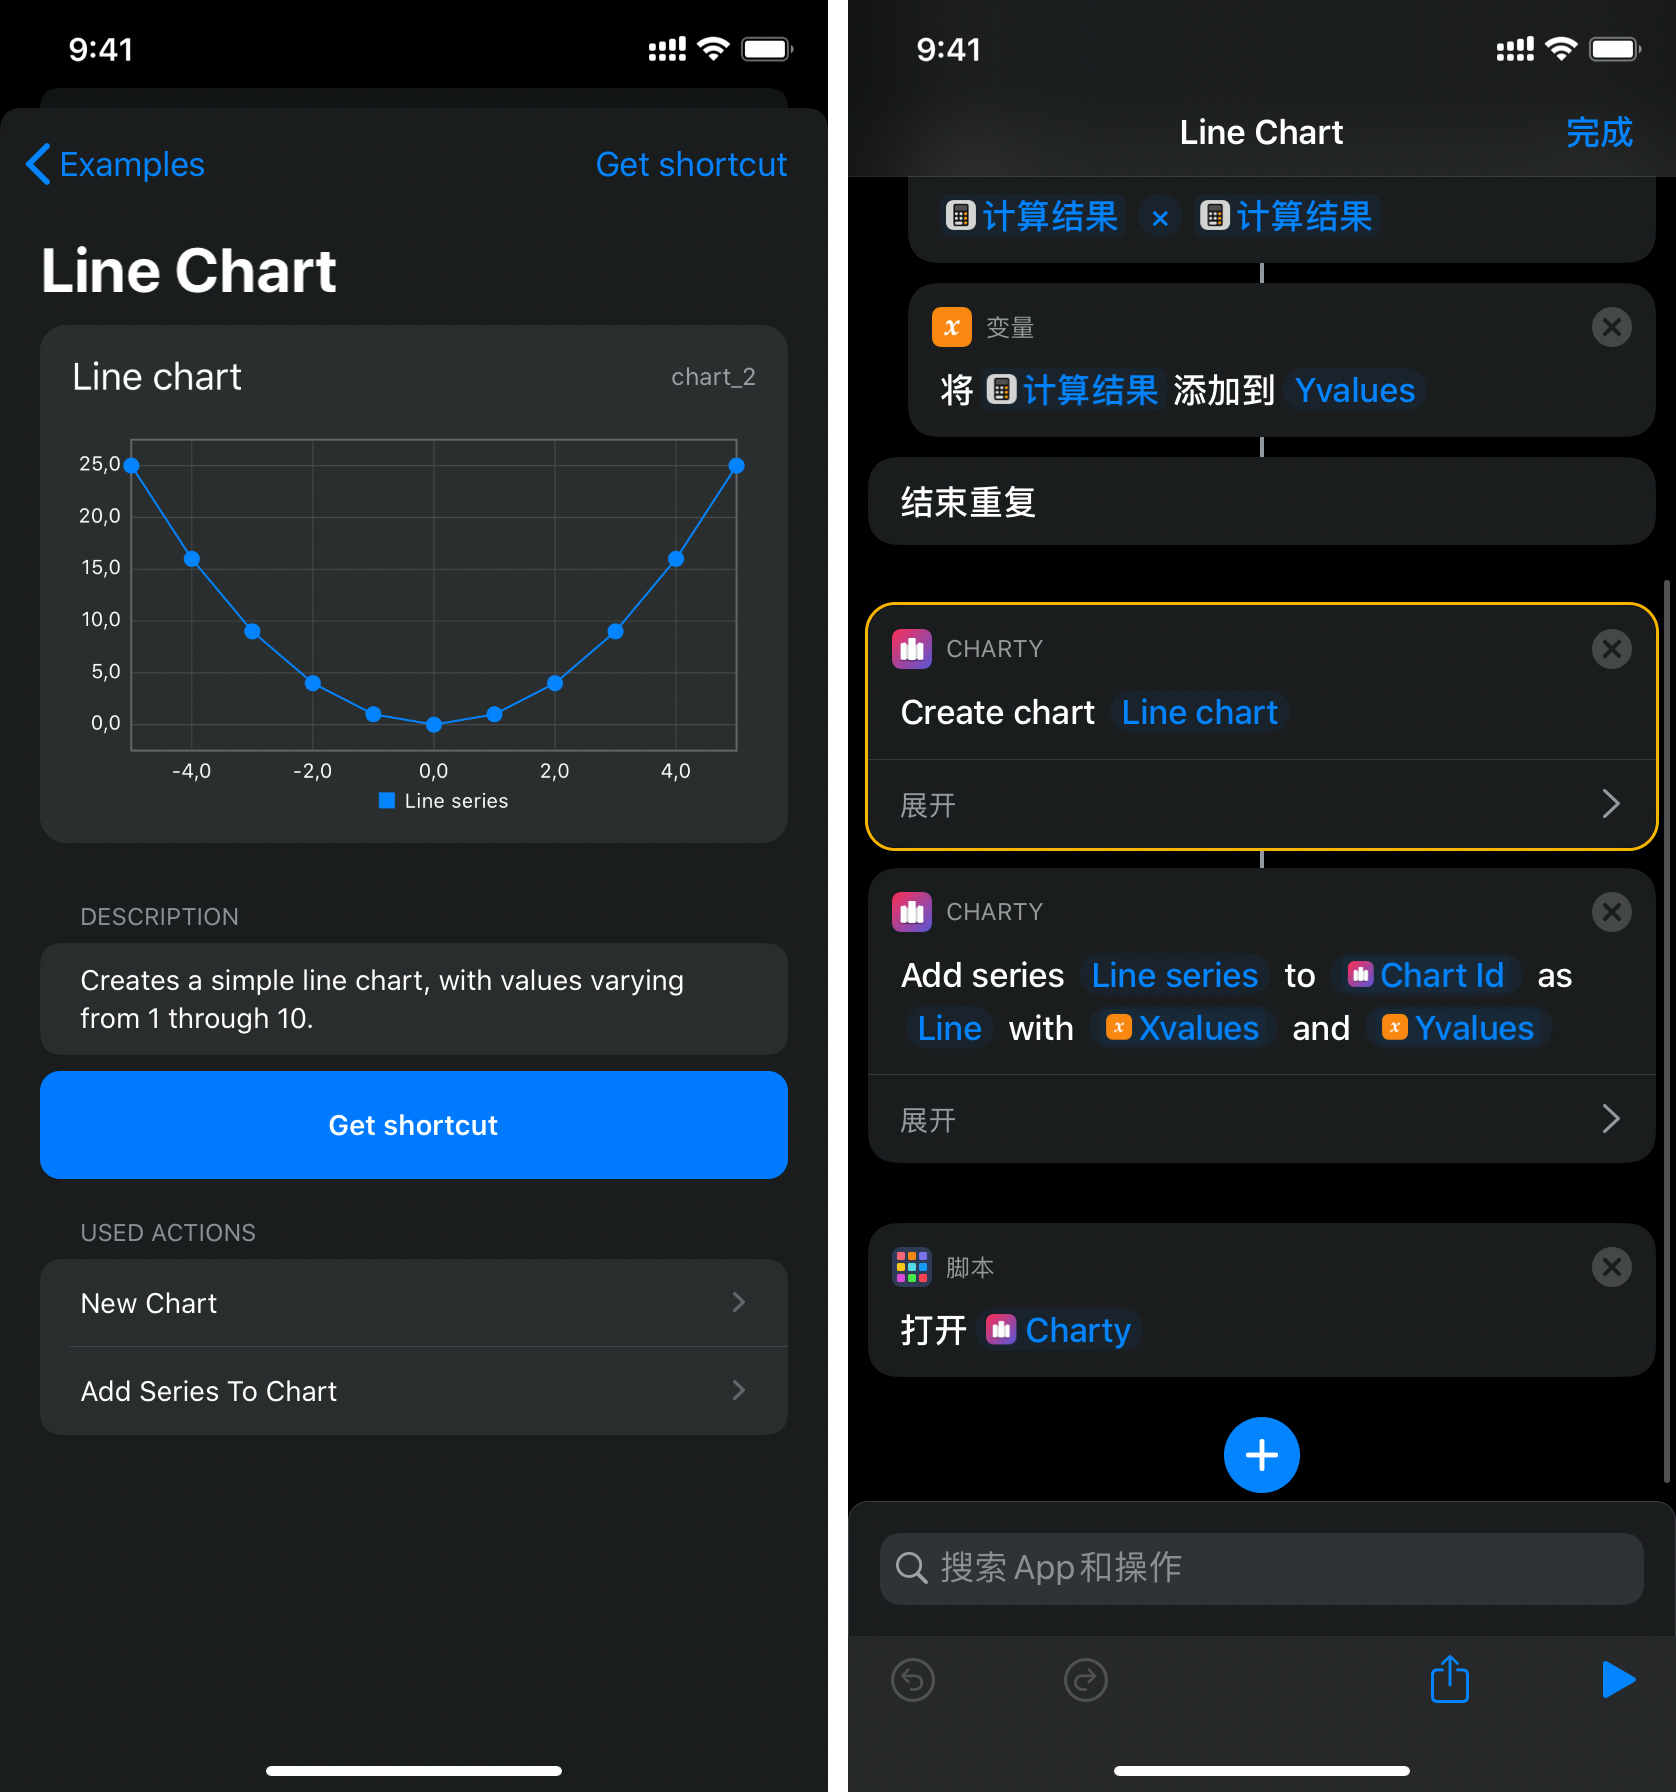 9:41
Examples
Get shortcut
Line Chart
Line chart
chart_2
25,0
20,0
15,0
10,0
5,0
0,0
-4,0
-2,0
0,0
2,0
4,0
Line series
DESCRIPTION
Creates a simple line chart, with values varying
from 1 through 10.
Get shortcut
USED ACTIONS
New Chart
Add Series To Chart
9:41
Line Chart
完成
计算结果 × 计算结果
变量
将 计算结果 添加到 Yvalues
结束重复
CHARTY
Create chart Line chart
展开
CHARTY
Add series Line series to Chart Id as
Line with Xvalues and Yvalues
展开
脚本
打开 Charty
搜索 App 和操作